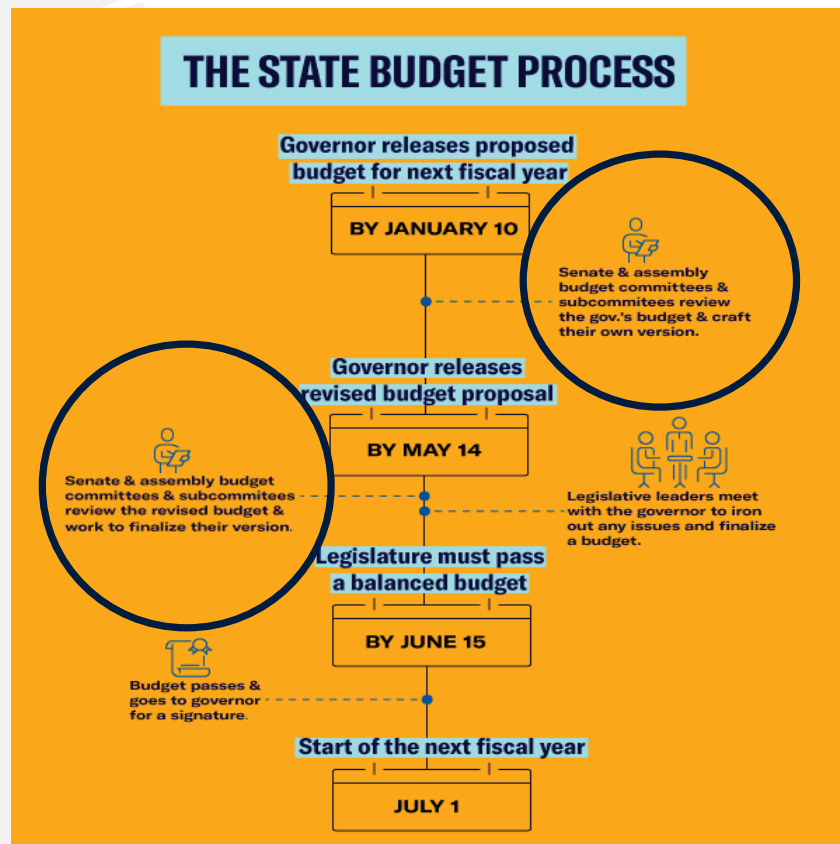 THE STATE BUDGET PROCESS
Governor releases proposed
budget for next fiscal year
BY JANUARY 10
Senate & assembly
budget committees &
subcommitees review
the gov.'s budget & craft
their own version.
Governor releases
revised budget proposal
BY MAY 14
Senate & assembly budget
committees & subcommitees
review the revised budget &
work to finalize their version.
Legislative leaders meet
with the governor to iron
out any issues and finalize
a budget.
Legislature must pass
a balanced budget
BY JUNE 15
Budget passes &
goes to governor
for a signature.
Start of the next fiscal year
JULY 1